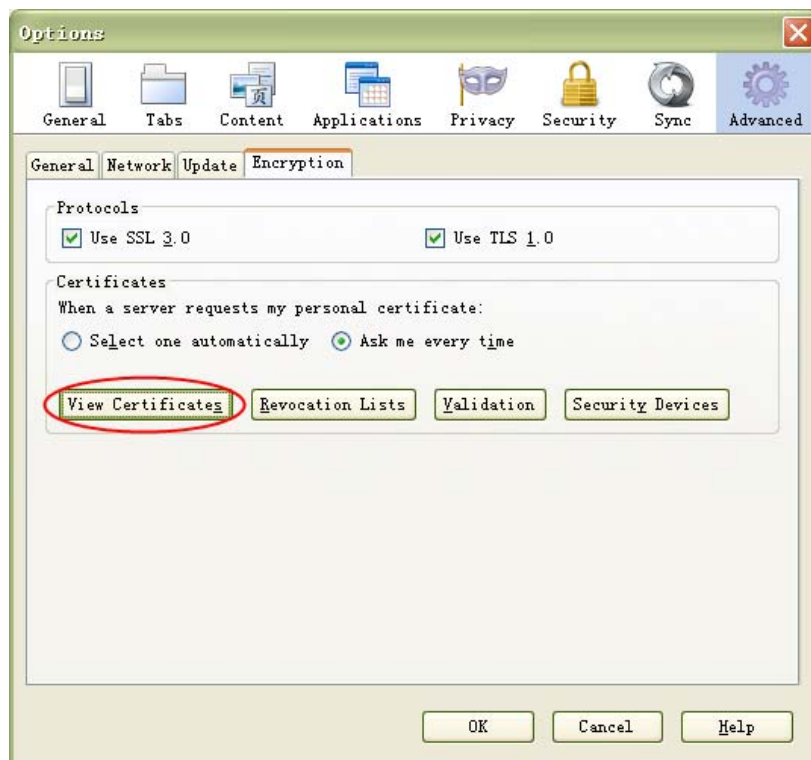 Options
General Tabs Content Applications Privacy Security Sync Advanced
General Network Update Encryption
Protocols
Use SSL 3.0 Use TLS 1.0
Certificates
When a server requests my personal certificate:
Select one automatically Ask me every time
View Certificates Revocation Lists Validation Security Devices
OK Cancel Help